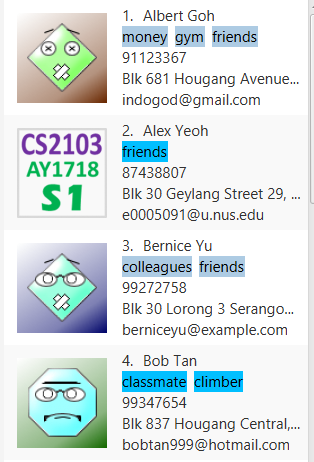 1. Albert Goh
money gym friends
91123367
Blk 681 Hougang Avenue...
indogod@gmail.com
CS2103
AY1718
S1
2. Alex Yeoh
friends
87438807
Blk 30 Geylang Street 29, ...
e0005091@u.nus.edu
3. Bernice Yu
colleagues friends
99272758
Blk 30 Lorong 3 Serango...
berniceyu@example.com
4. Bob Tan
classmate climber
99347654
Blk 837 Hougang Central,...
bobtan999@hotmail.com